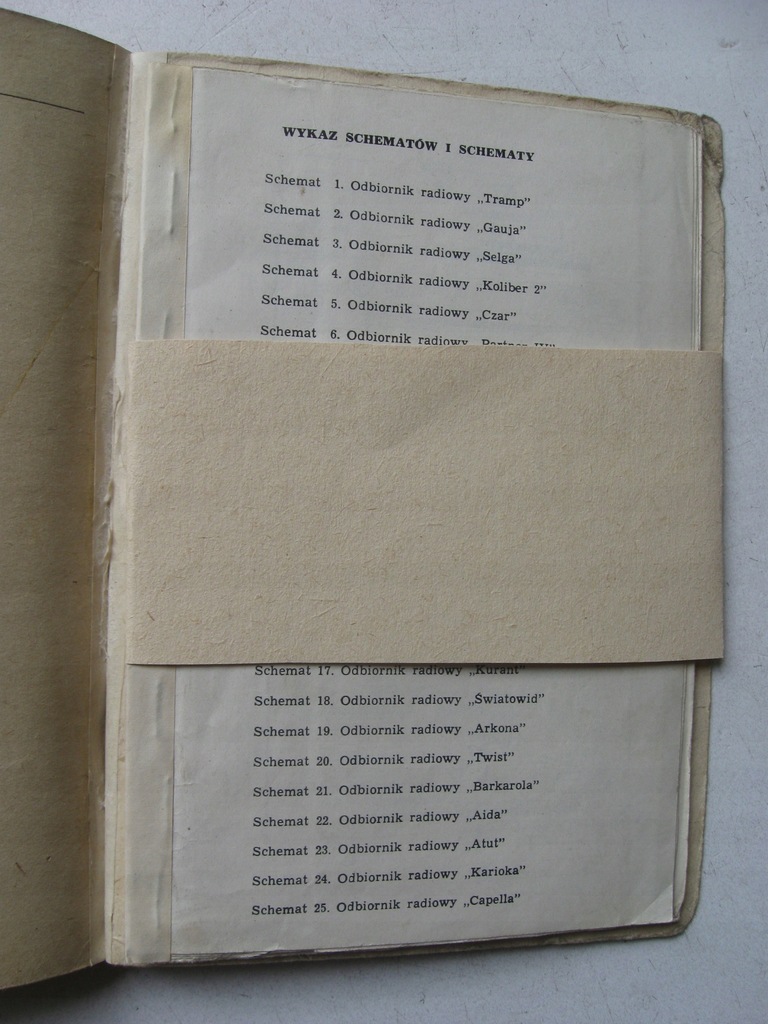 WYKAZ SCHEMATÓW I SCHEMATY
Schemat 1. Odbiornik radiowy „Tramp”
Schemat 2. Odbiornik radiowy „Gauja”
Schemat 3. Odbiornik radiowy „Selga”
Schemat 4. Odbiornik radiowy „Koliber 2”
Schemat 5. Odbiornik radiowy „Czar”
Schemat 6. Odbiornik radiowy
Schemat 17. Odbiornik radiowy „Kurant”
Schemat 18. Odbiornik radiowy „Światowid”
Schemat 19. Odbiornik radiowy „Arkona”
Schemat 20. Odbiornik radiowy „Twist”
Schemat 21. Odbiornik radiowy „Barkarola”
Schemat 22. Odbiornik radiowy „Aida”
Schemat 23. Odbiornik radiowy „Atut”
Schemat 24. Odbiornik radiowy „Karioka”
Schemat 25. Odbiornik radiowy „Capella”